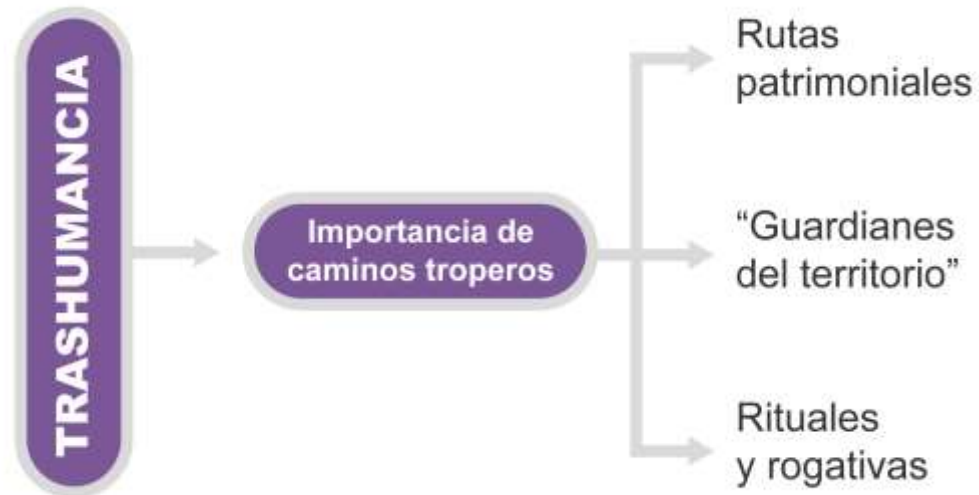 TRASHUMANCIA
Importancia de
caminos troperos
Rutas
patrimoniales
“Guardianes
del territorio”
Rituales
y rogativas